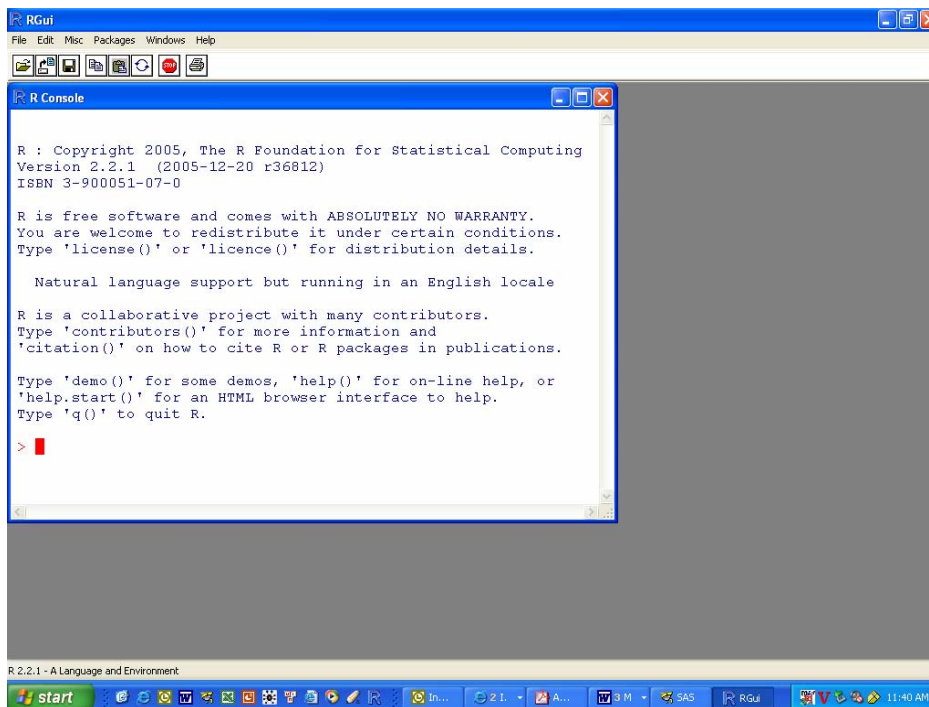 RGui
File Edit Misc Packages Windows Help
STOP
R Console
R : Copyright 2005, The R Foundation for Statistical Computing
Version 2.2.1  (2005-12-20 r36812)
ISBN 3-900051-07-0
R is free software and comes with ABSOLUTELY NO WARRANTY.
You are welcome to redistribute it under certain conditions.
Type 'license()' or 'licence()' for distribution details.
Natural language support but running in an English locale
R is a collaborative project with many contributors.
Type 'contributors()' for more information and
'citation()' on how to cite R or R packages in publications.
Type 'demo()' for some demos, 'help()' for on-line help, or
'help.start()' for an HTML browser interface to help.
Type 'q()' to quit R.
>
R 2.2.1 - A Language and Environment
start In... 2 I. A... 3 M SAS RGui 11:40 AM